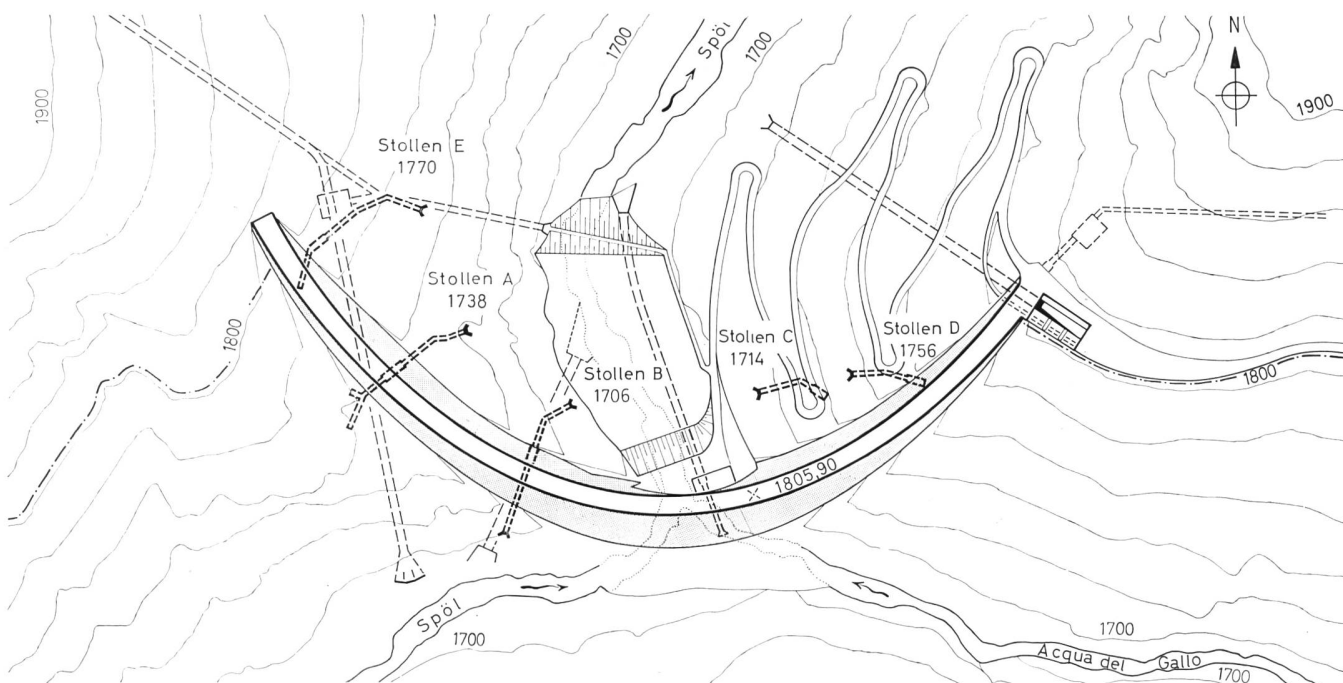 1700
Spöl
1700
N
1900
1900
Stollen E
1770
Stollen A
1738
1800
Stollen C
1714
Stollen D
1756
Stollen B
1706
1800
1805,90
Spöl
1700
1700
Acqua del Gallo
1700